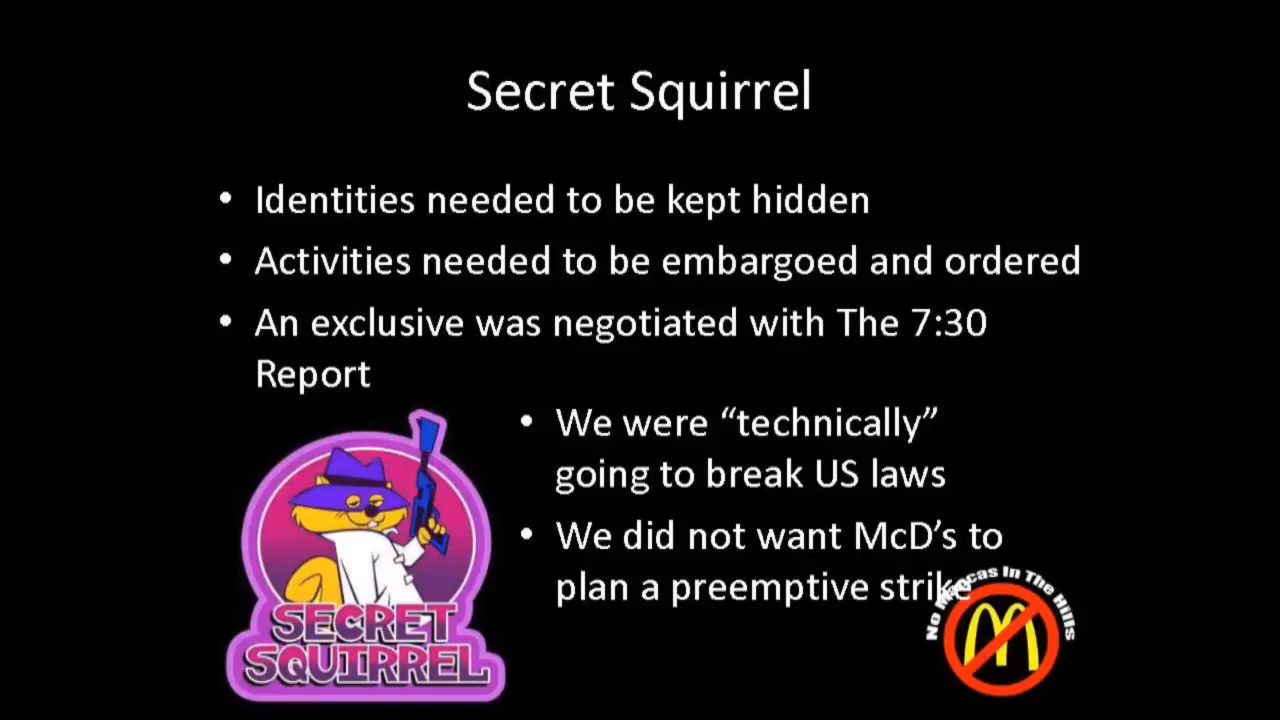 Secret Squirrel
• Identities needed to be kept hidden
• Activities needed to be embargoed and ordered
• An exclusive was negotiated with The 7:30
Report
• We were “technically”
going to break US laws
• We did not want McD’s to
plan a preemptive strike
SECRET
SQUIRREL
No Maccas In The Hills